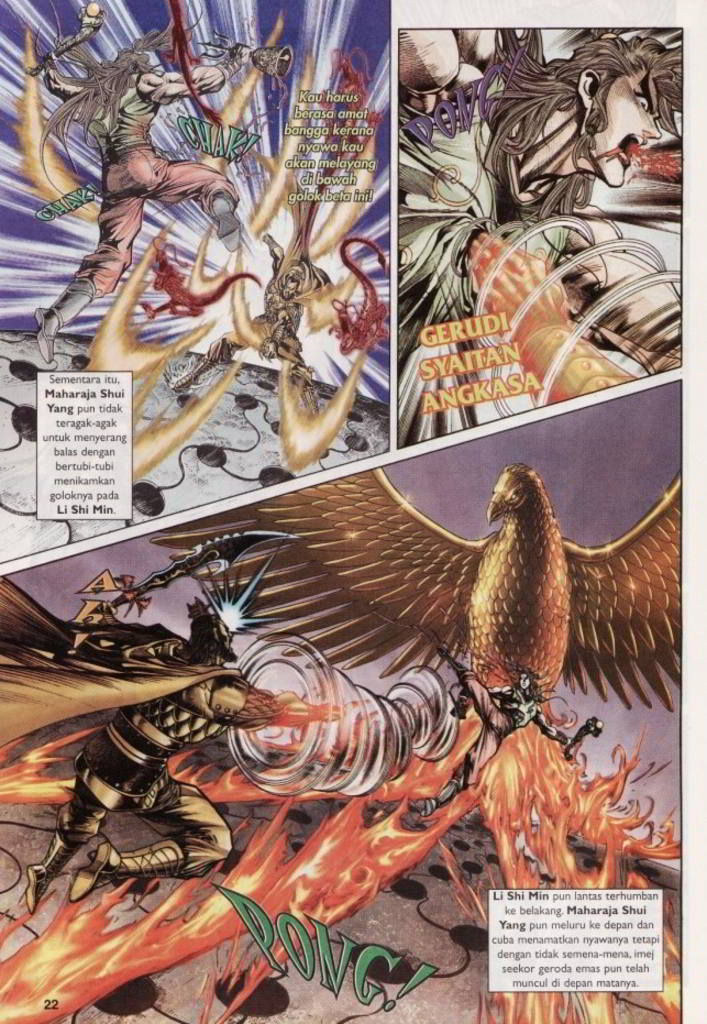 CHAK!
CHAK!
Kau harus
berasa amat
bangga kerana
nyawa kau
akan melayang
di bawah
golok beta ini!
Sementara itu,
Maharaja Shui
Yang pun tidak
teragak-agak
untuk menyerang
balas dengan
bertubi-tubi
menikamkan
goloknya pada
Li Shi Min.
PONG
GERUDI
SYAITAN
ANGKASA
PONG!
Li Shi Min pun lantas terhumban
ke belakang. Maharaja Shui
Yang pun meluru ke depan dan
cuba menamatkan nyawanya tetapi
dengan tidak semena-mena, imej
seekor geroda emas pun telah
muncul di depan matanya.
22